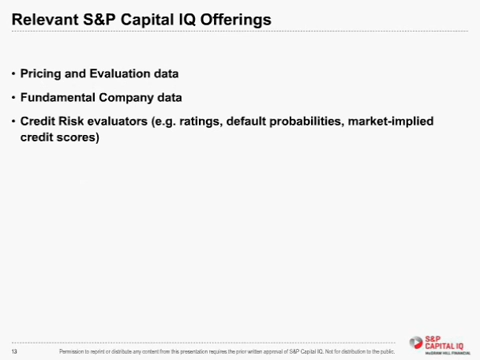 Relevant S&P Capital IQ Offerings
• Pricing and Evaluation data
• Fundamental Company data
• Credit Risk evaluators (e.g. ratings, default probabilities, market-implied
credit scores)
13 Permission to reprint or distribute any content from this presentation requires the prior written approval of S&P Capital IQ. Not for distribution to the public.
S&P
CAPITAL IQ
McGRAW HILL FINANCIAL